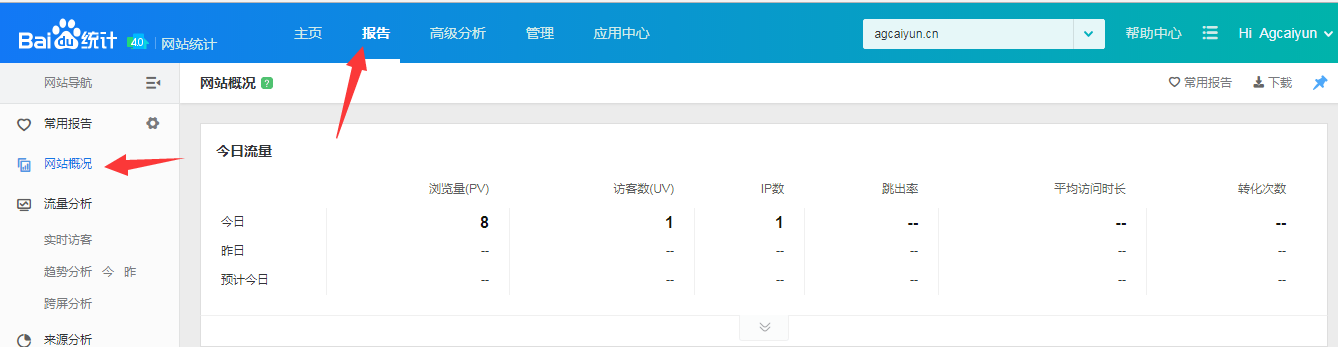 Bai du 统计 4.0 网站统计 主页 报告 高级分析 管理 应用中心 agcaiyun.cn 帮助中心 Hi Agcaiyun
网站导航
网站概况 ? 常用报告 下载
常用报告
网站概况
流量分析
实时访客
趋势分析 今 昨
跨屏分析
来源分析
今日流量
浏览量(PV) 访客数(UV) IP数 跳出率 平均访问时长 转化次数
今日 8 1 1 -- -- --
昨日 -- -- -- -- -- --
预计今日 -- -- -- -- -- --